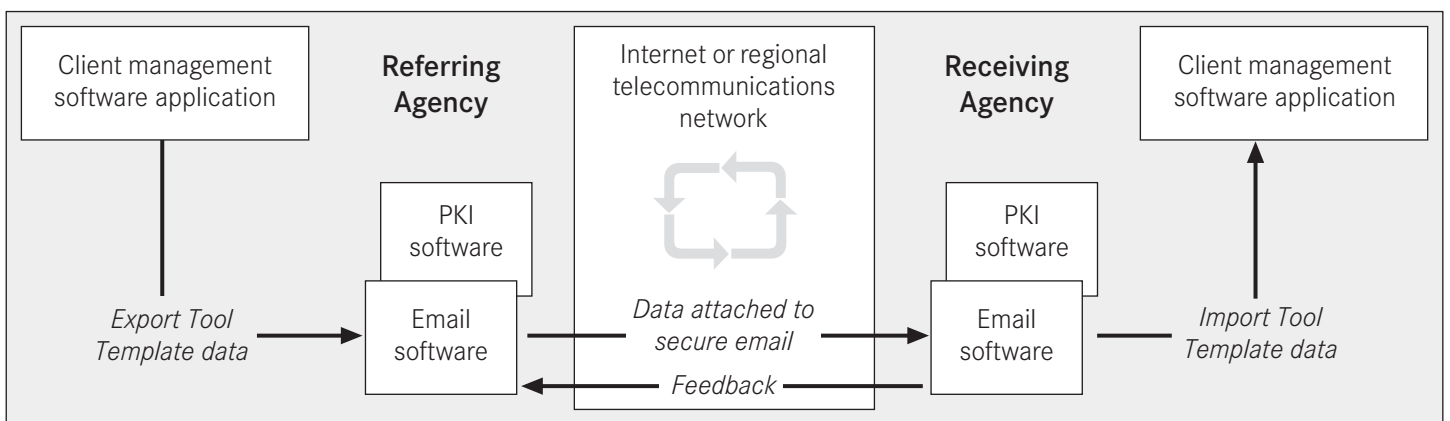 Client management
software application
Referring
Agency
Internet or regional
telecommunications
network
Receiving
Agency
Client management
software application
PKI
software
PKI
software
Export Tool
Template data
Email
software
Data attached to
secure email
Email
software
Import Tool
Template data
Feedback